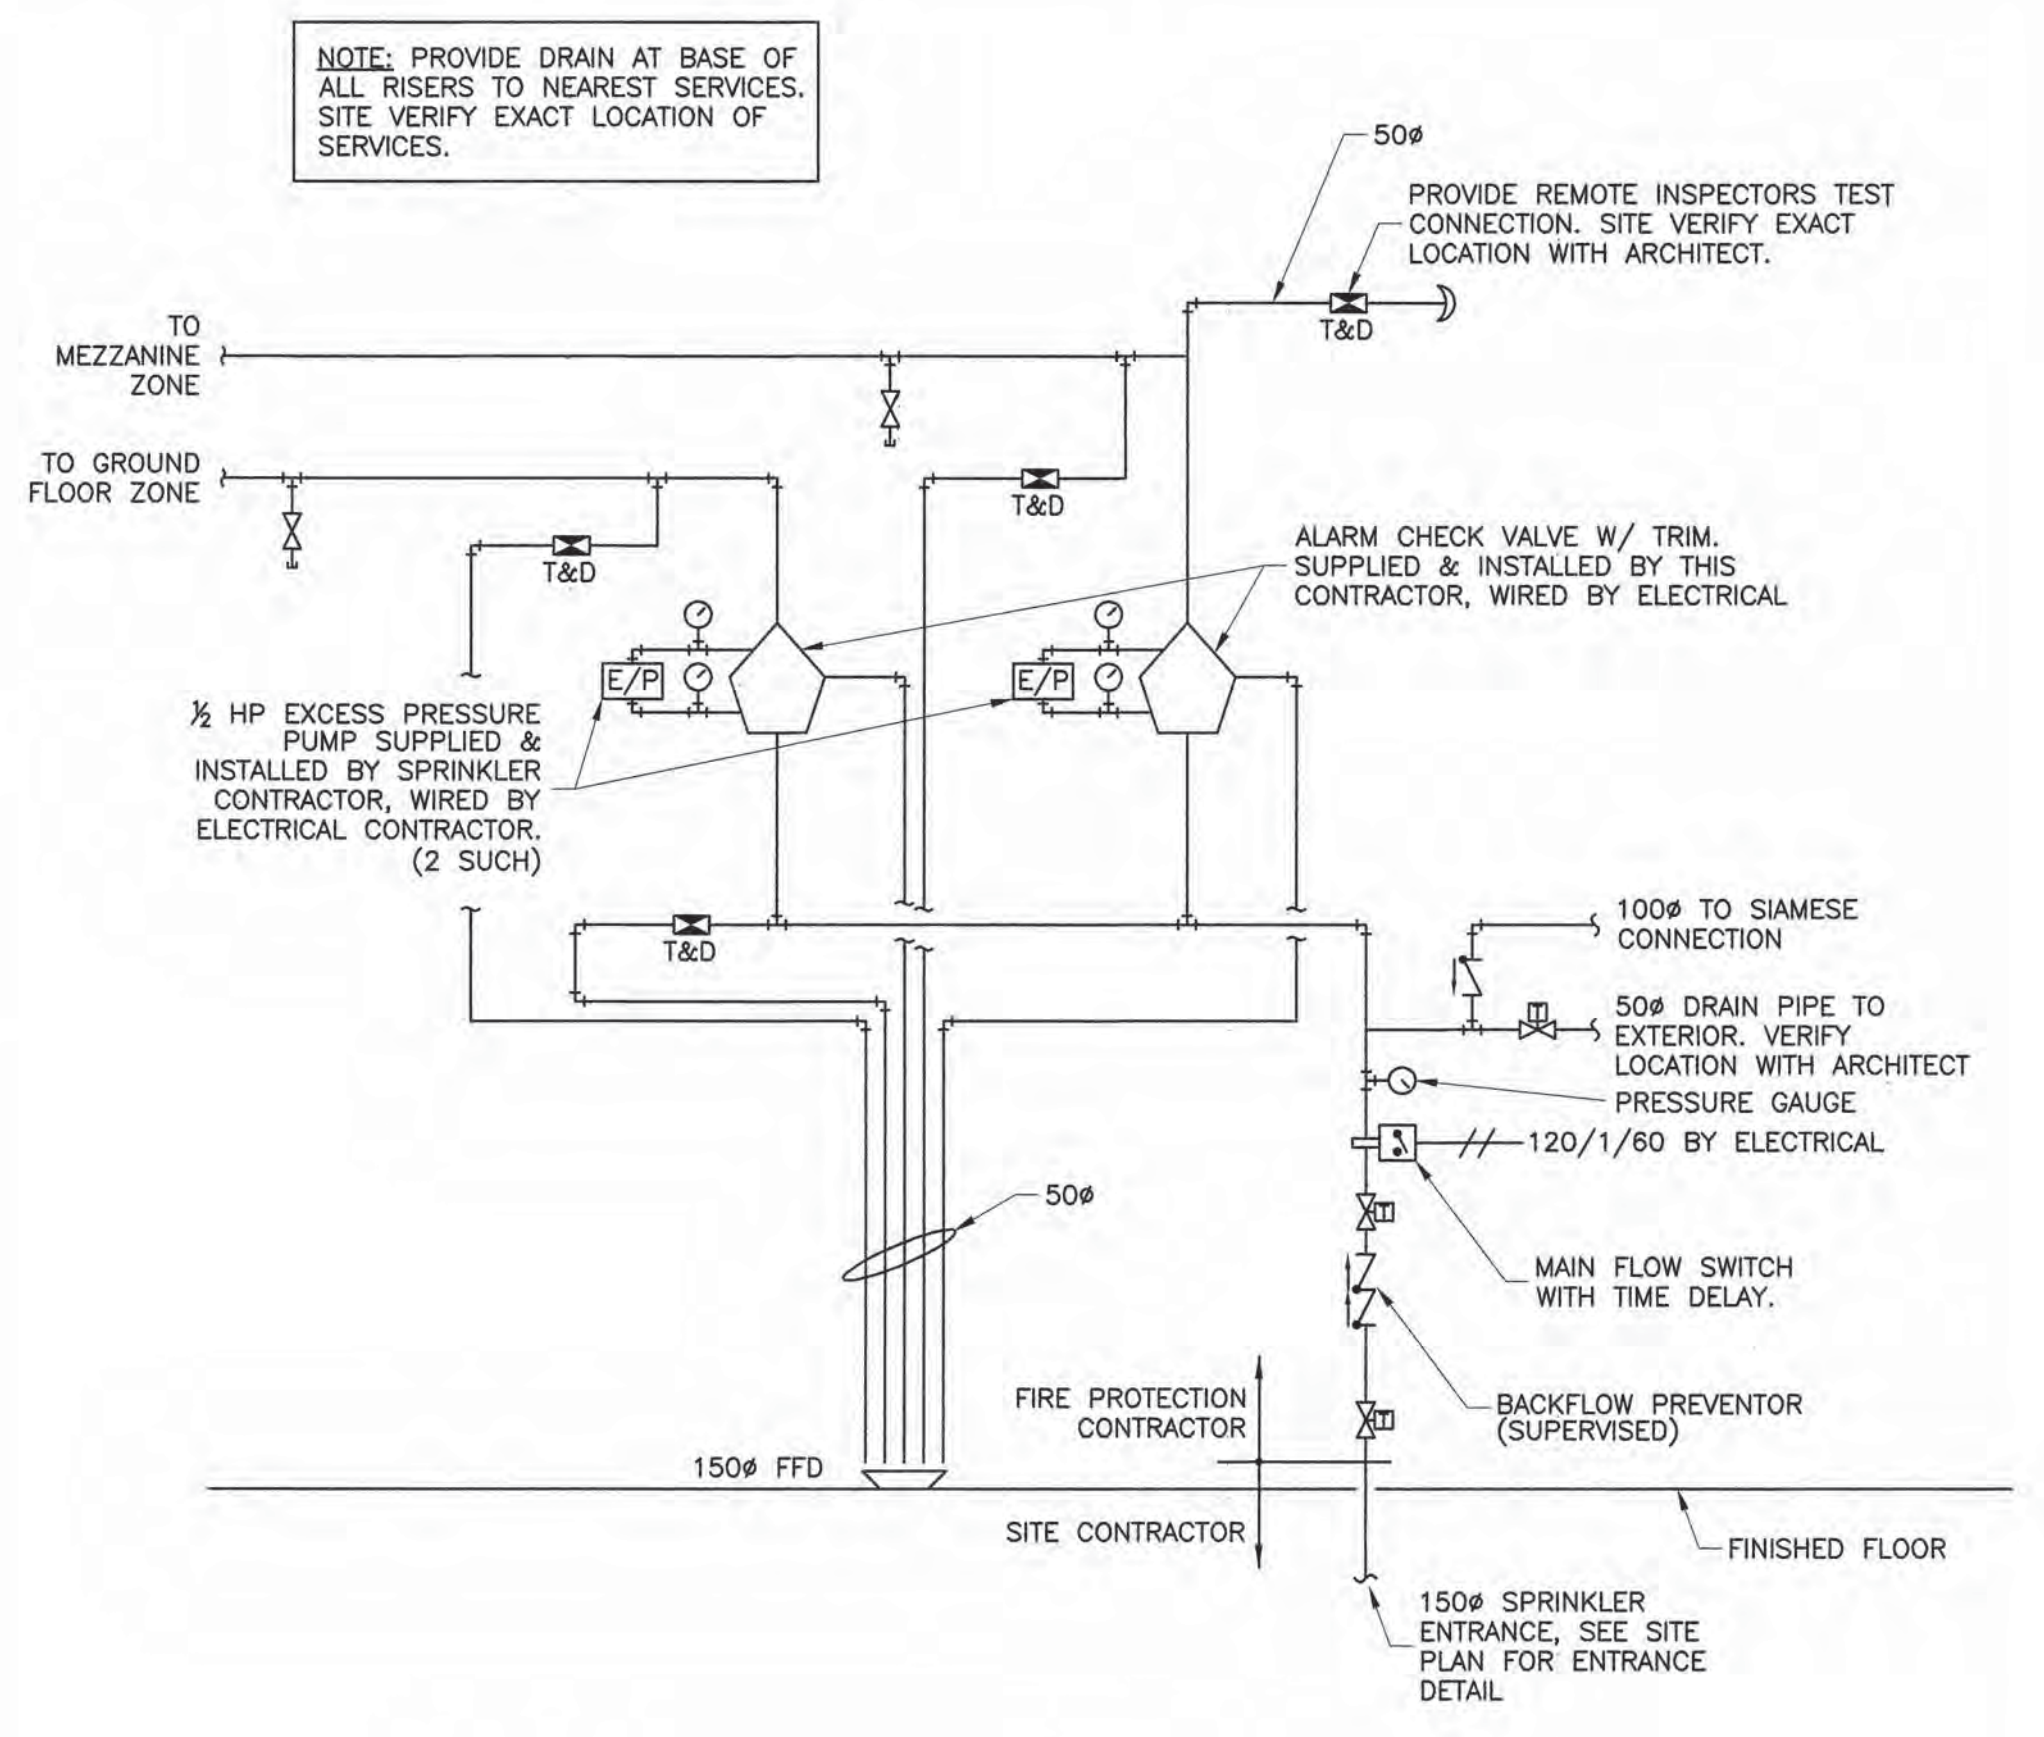 NOTE: PROVIDE DRAIN AT BASE OF
ALL RISERS TO NEAREST SERVICES.
SITE VERIFY EXACT LOCATION OF
SERVICES.
50ø
PROVIDE REMOTE INSPECTORS TEST
CONNECTION. SITE VERIFY EXACT
LOCATION WITH ARCHITECT.
T&D
TO
MEZZANINE
ZONE
TO GROUND
FLOOR ZONE
T&D
T&D
ALARM CHECK VALVE W/ TRIM.
SUPPLIED & INSTALLED BY THIS
CONTRACTOR, WIRED BY ELECTRICAL
E/P
E/P
½ HP EXCESS PRESSURE
PUMP SUPPLIED &
INSTALLED BY SPRINKLER
CONTRACTOR, WIRED BY
ELECTRICAL CONTRACTOR.
(2 SUCH)
T&D
100ø TO SIAMESE
CONNECTION
T
50ø DRAIN PIPE TO
EXTERIOR. VERIFY
LOCATION WITH ARCHITECT
PRESSURE GAUGE
120/1/60 BY ELECTRICAL
T
50ø
MAIN FLOW SWITCH
WITH TIME DELAY.
BACKFLOW PREVENTOR
(SUPERVISED)
T
FIRE PROTECTION
CONTRACTOR
150ø FFD
SITE CONTRACTOR
FINISHED FLOOR
150ø SPRINKLER
ENTRANCE, SEE SITE
PLAN FOR ENTRANCE
DETAIL